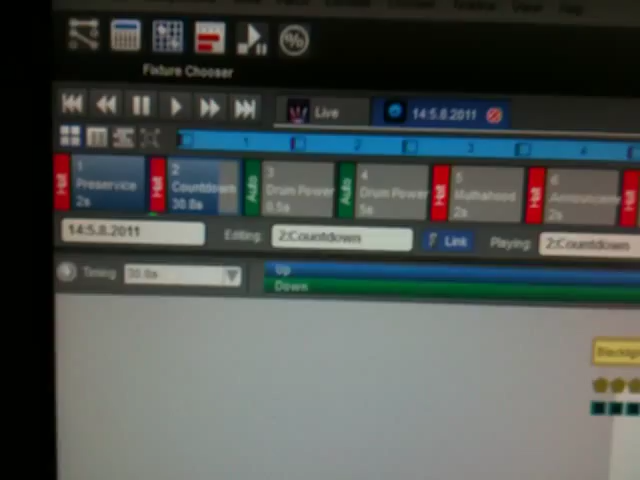 Fixture Chooser
Live
14:5.8.2011
1 2 3 4
Halt 1 Preservice 2s
Halt 2 Countdown 30.0s
Auto 3 Drum Power 0.5s
Auto 4 Drum Power 5s
Halt 5 2s
Halt 6 2s
Halt
14:5.8.2011
Editing: 2:Countdown
Link
Playing: 2:Countdown
Timing 30.0s
Up
Down